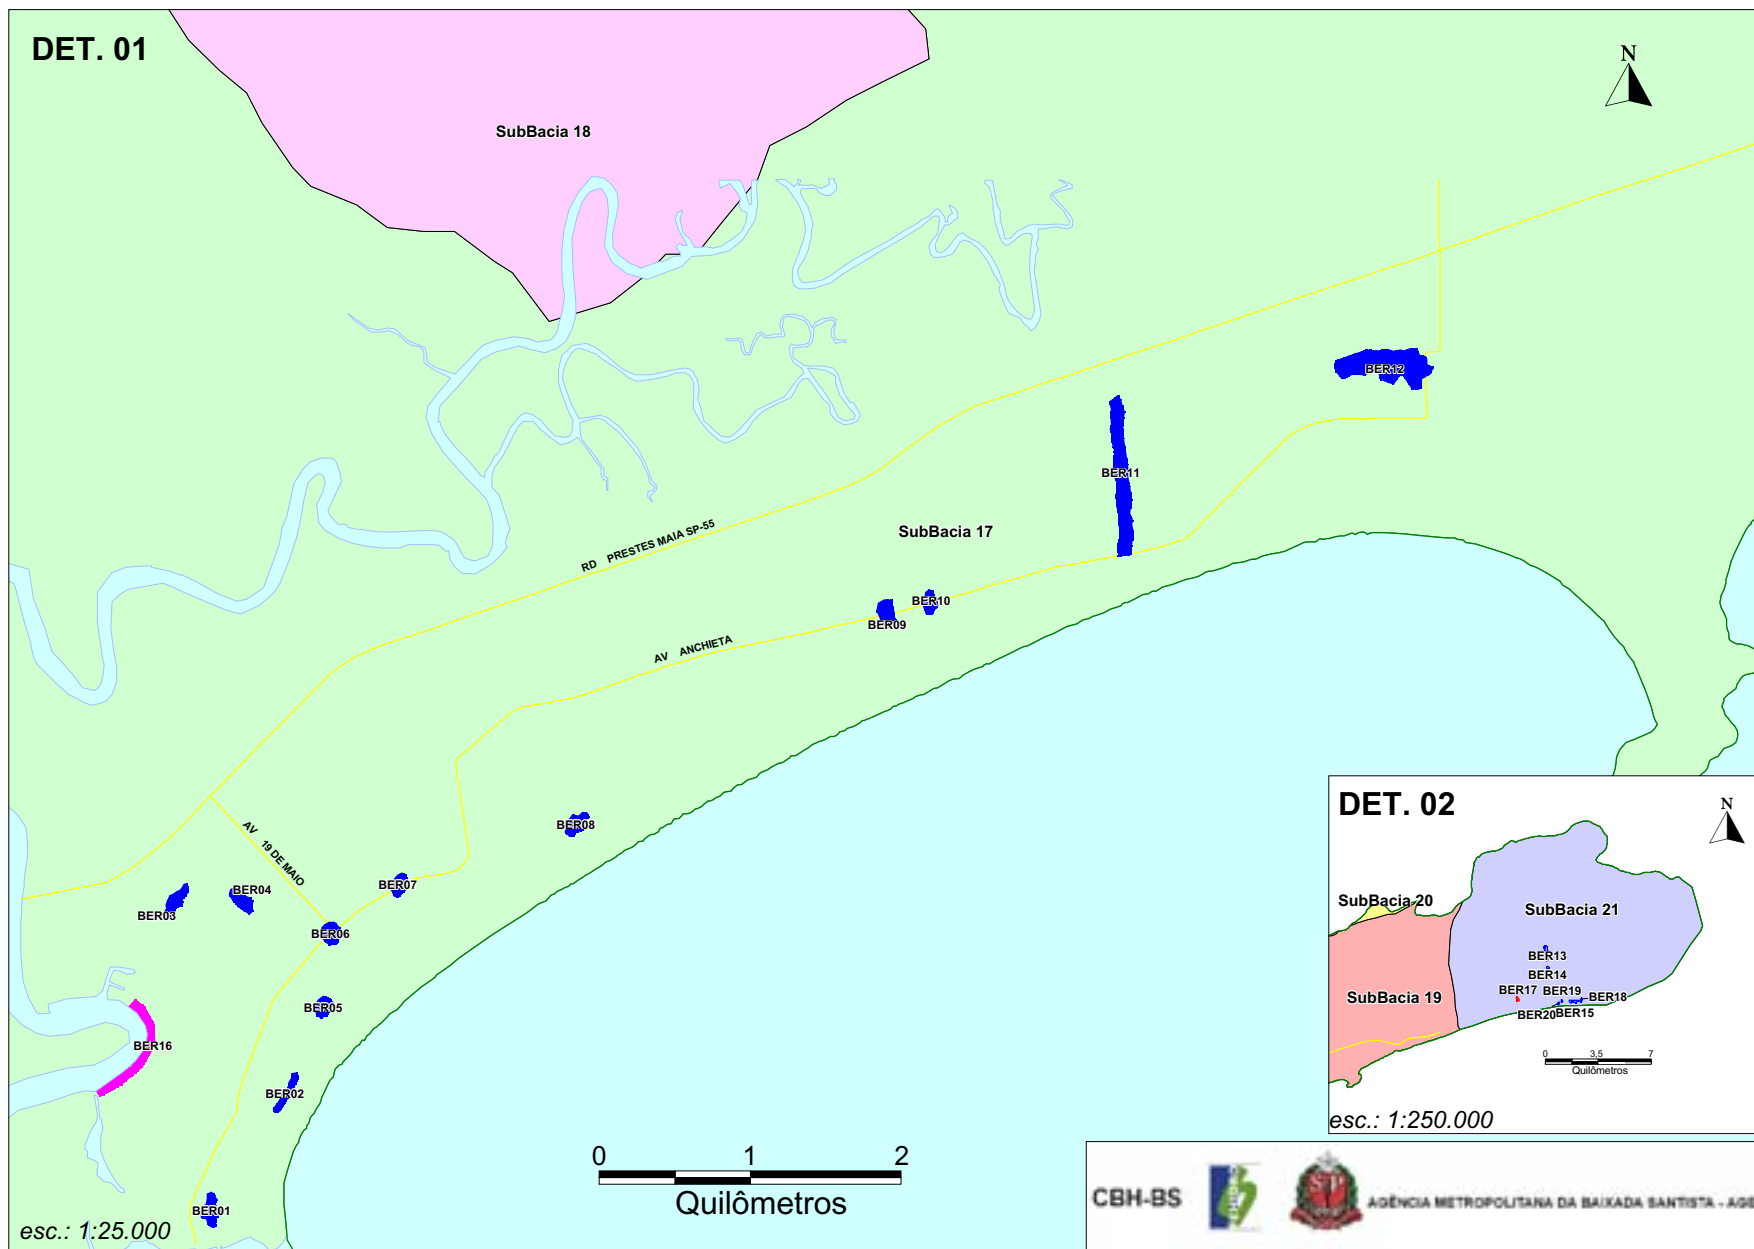 DET. 01
N
SubBacia 18
BER12
BER11
RD PRESTES MAIA SP-55
SubBacia 17
BER10
BER09
AV ANCHIETA
BER08
AV 19 DE MAIO
BER07
BER04
BER03
BER06
BER05
BER16
BER02
BER01
esc.: 1:25.000
0 1 2
Quilômetros
DET. 02
N
SubBacia 20
SubBacia 21
BER13
BER14
BER17
BER19
BER18
SubBacia 19
BER20
BER15
0 3,5 7
Quilômetros
esc.: 1:250.000
CBH-BS
AGÊNCIA METROPOLITANA DA BAIXADA SANTISTA - AGE